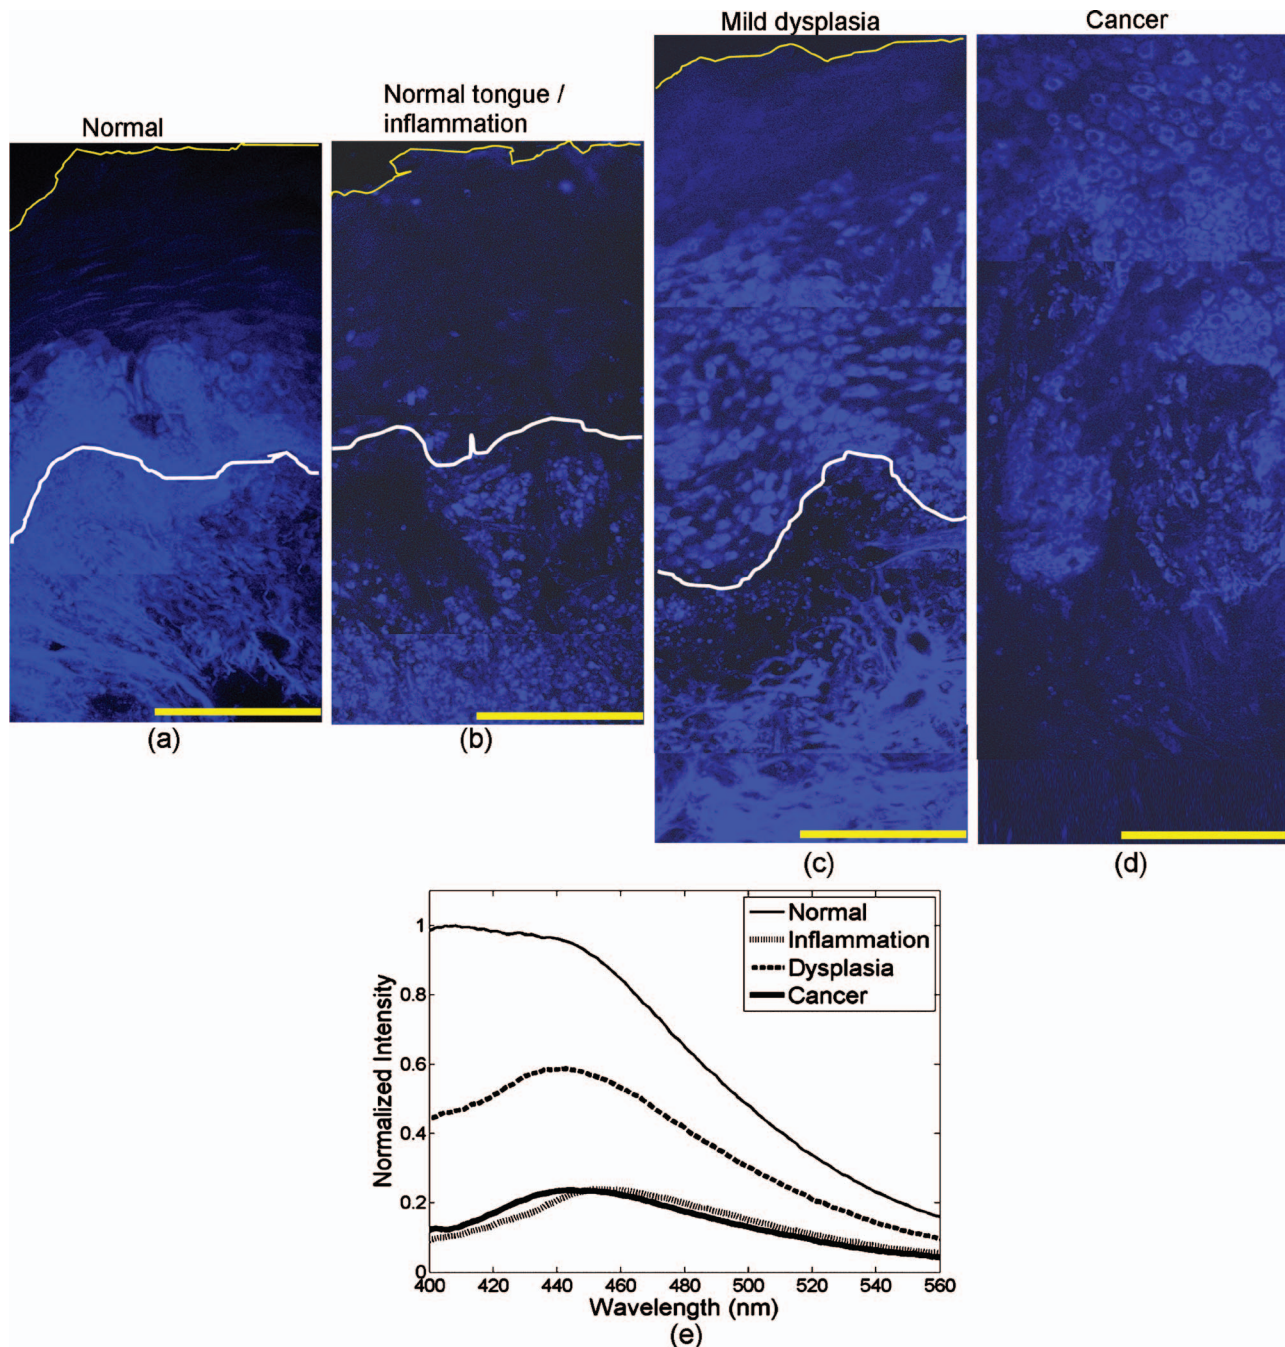 Normal
Normal tongue /
inflammation
Mild dysplasia
Cancer
(a)
(b)
(c)
(d)
Normal
Inflammation
Dysplasia
Cancer
Normalized Intensity
1
0.8
0.6
0.4
0.2
0
400 420 440 460 480 500 520 540 560
Wavelength (nm)
(e)